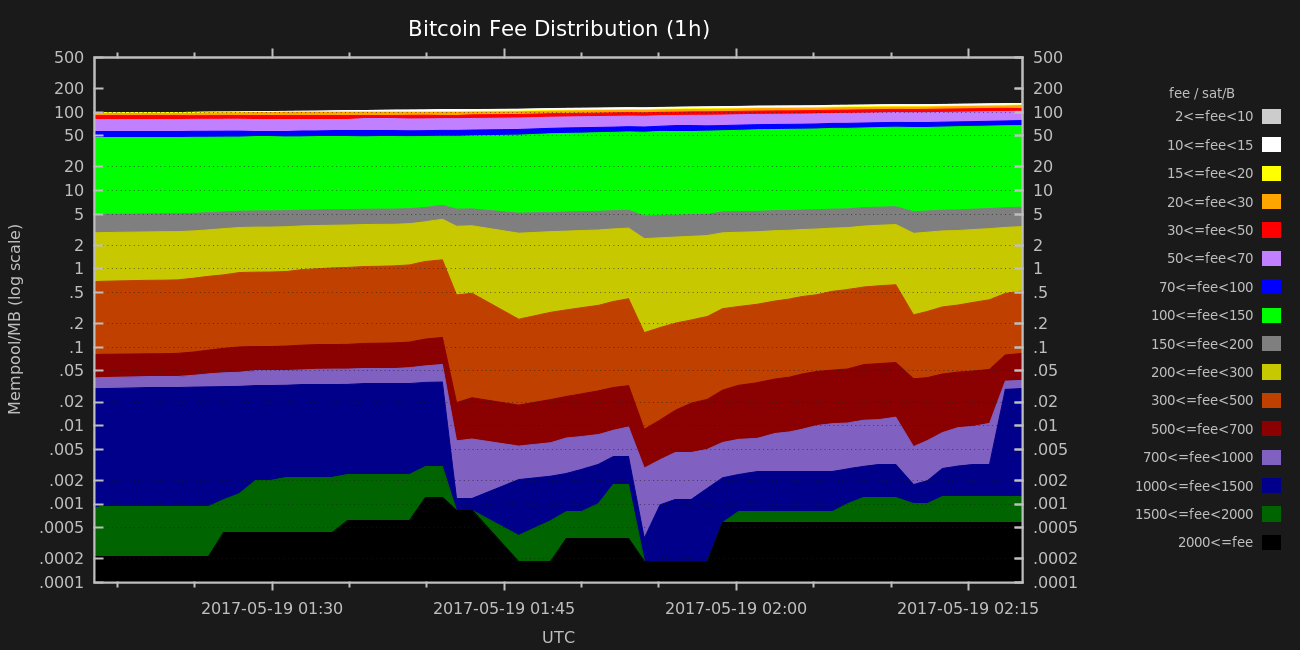 Bitcoin Fee Distribution (1h)
500
200
100
50
20
10
5
2
1
.5
.2
.1
.05
.02
.01
.005
.002
.001
.0005
.0002
.0001
Mempool/MB (log scale)
500
200
100
50
20
10
5
2
1
.5
.2
.1
.05
.02
.01
.005
.002
.001
.0005
.0002
.0001
2017-05-19 01:30
2017-05-19 01:45
2017-05-19 02:00
2017-05-19 02:15
UTC
fee / sat/B
2<=fee<10
10<=fee<15
15<=fee<20
20<=fee<30
30<=fee<50
50<=fee<70
70<=fee<100
100<=fee<150
150<=fee<200
200<=fee<300
300<=fee<500
500<=fee<700
700<=fee<1000
1000<=fee<1500
1500<=fee<2000
2000<=fee